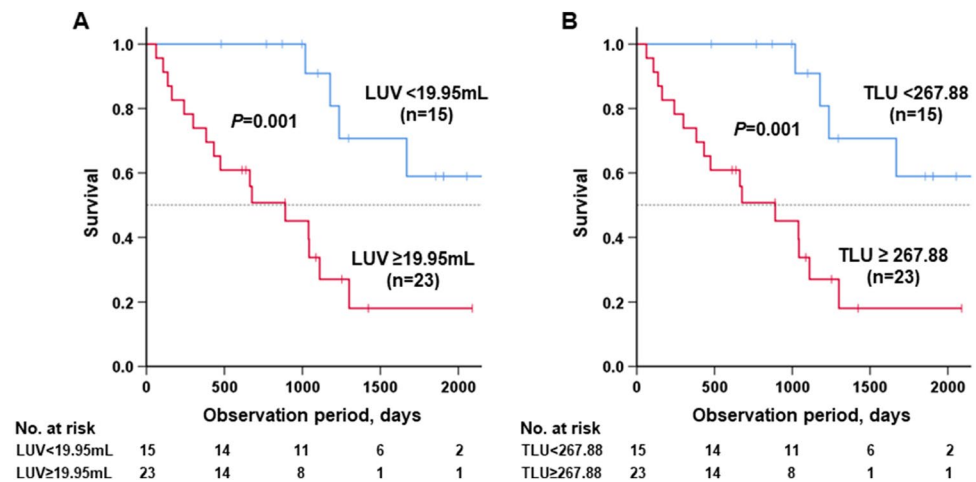 A
B
1.0
0.8
0.6
0.4
0.2
0.0
Survival
LUV <19.95mL
(n=15)
P=0.001
LUV ≥19.95mL
(n=23)
0 500 1000 1500 2000
Observation period, days
No. at risk
LUV<19.95mL 15 14 11 6 2
LUV≥19.95mL 23 14 8 1 1
1.0
0.8
0.6
0.4
0.2
0.0
Survival
TLU <267.88
(n=15)
P=0.001
TLU ≥ 267.88
(n=23)
0 500 1000 1500 2000
Observation period, days
No. at risk
TLU<267.88 15 14 11 6 2
TLU≥267.88 23 14 8 1 1